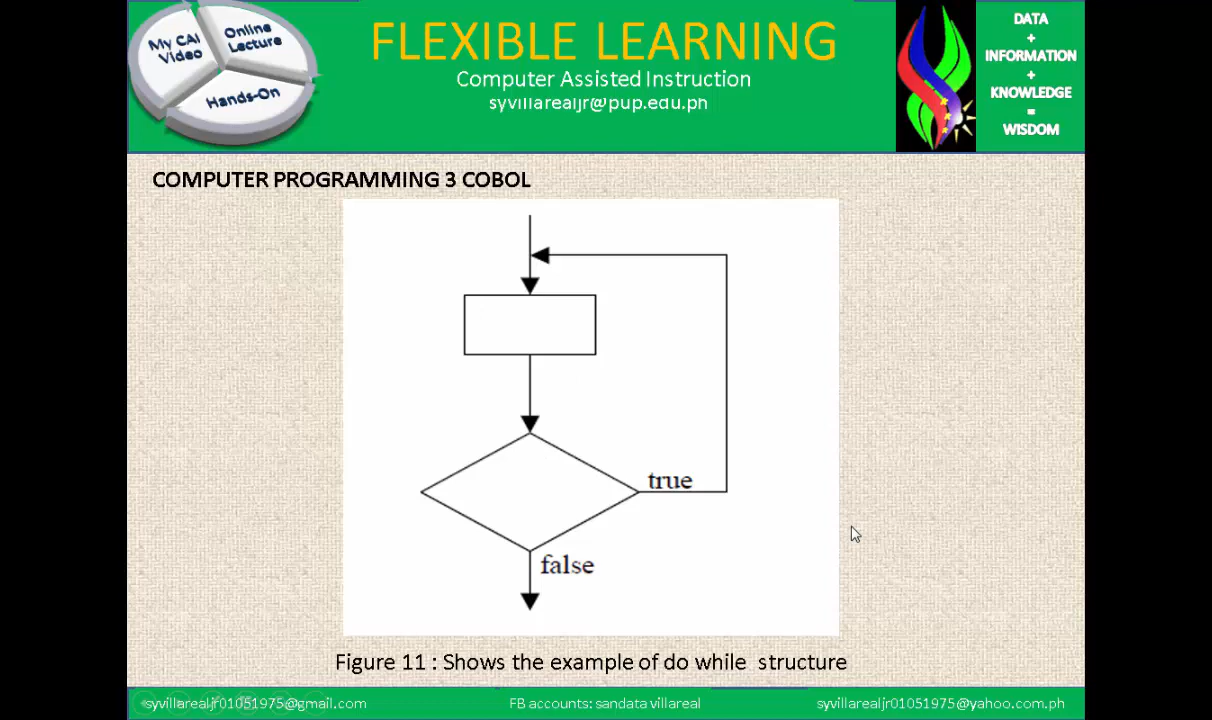 My CAI
Video
Online
Lecture
Hands-On
FLEXIBLE LEARNING
Computer Assisted Instruction
syvillarealjr@pup.edu.ph
DATA
+
INFORMATION
+
KNOWLEDGE
=
WISDOM
COMPUTER PROGRAMMING 3 COBOL
true
false
Figure 11 : Shows the example of do while structure
syvillarealjr01051975@gmail.com
FB accounts: sandata villareal
syvillarealjr01051975@yahoo.com.ph